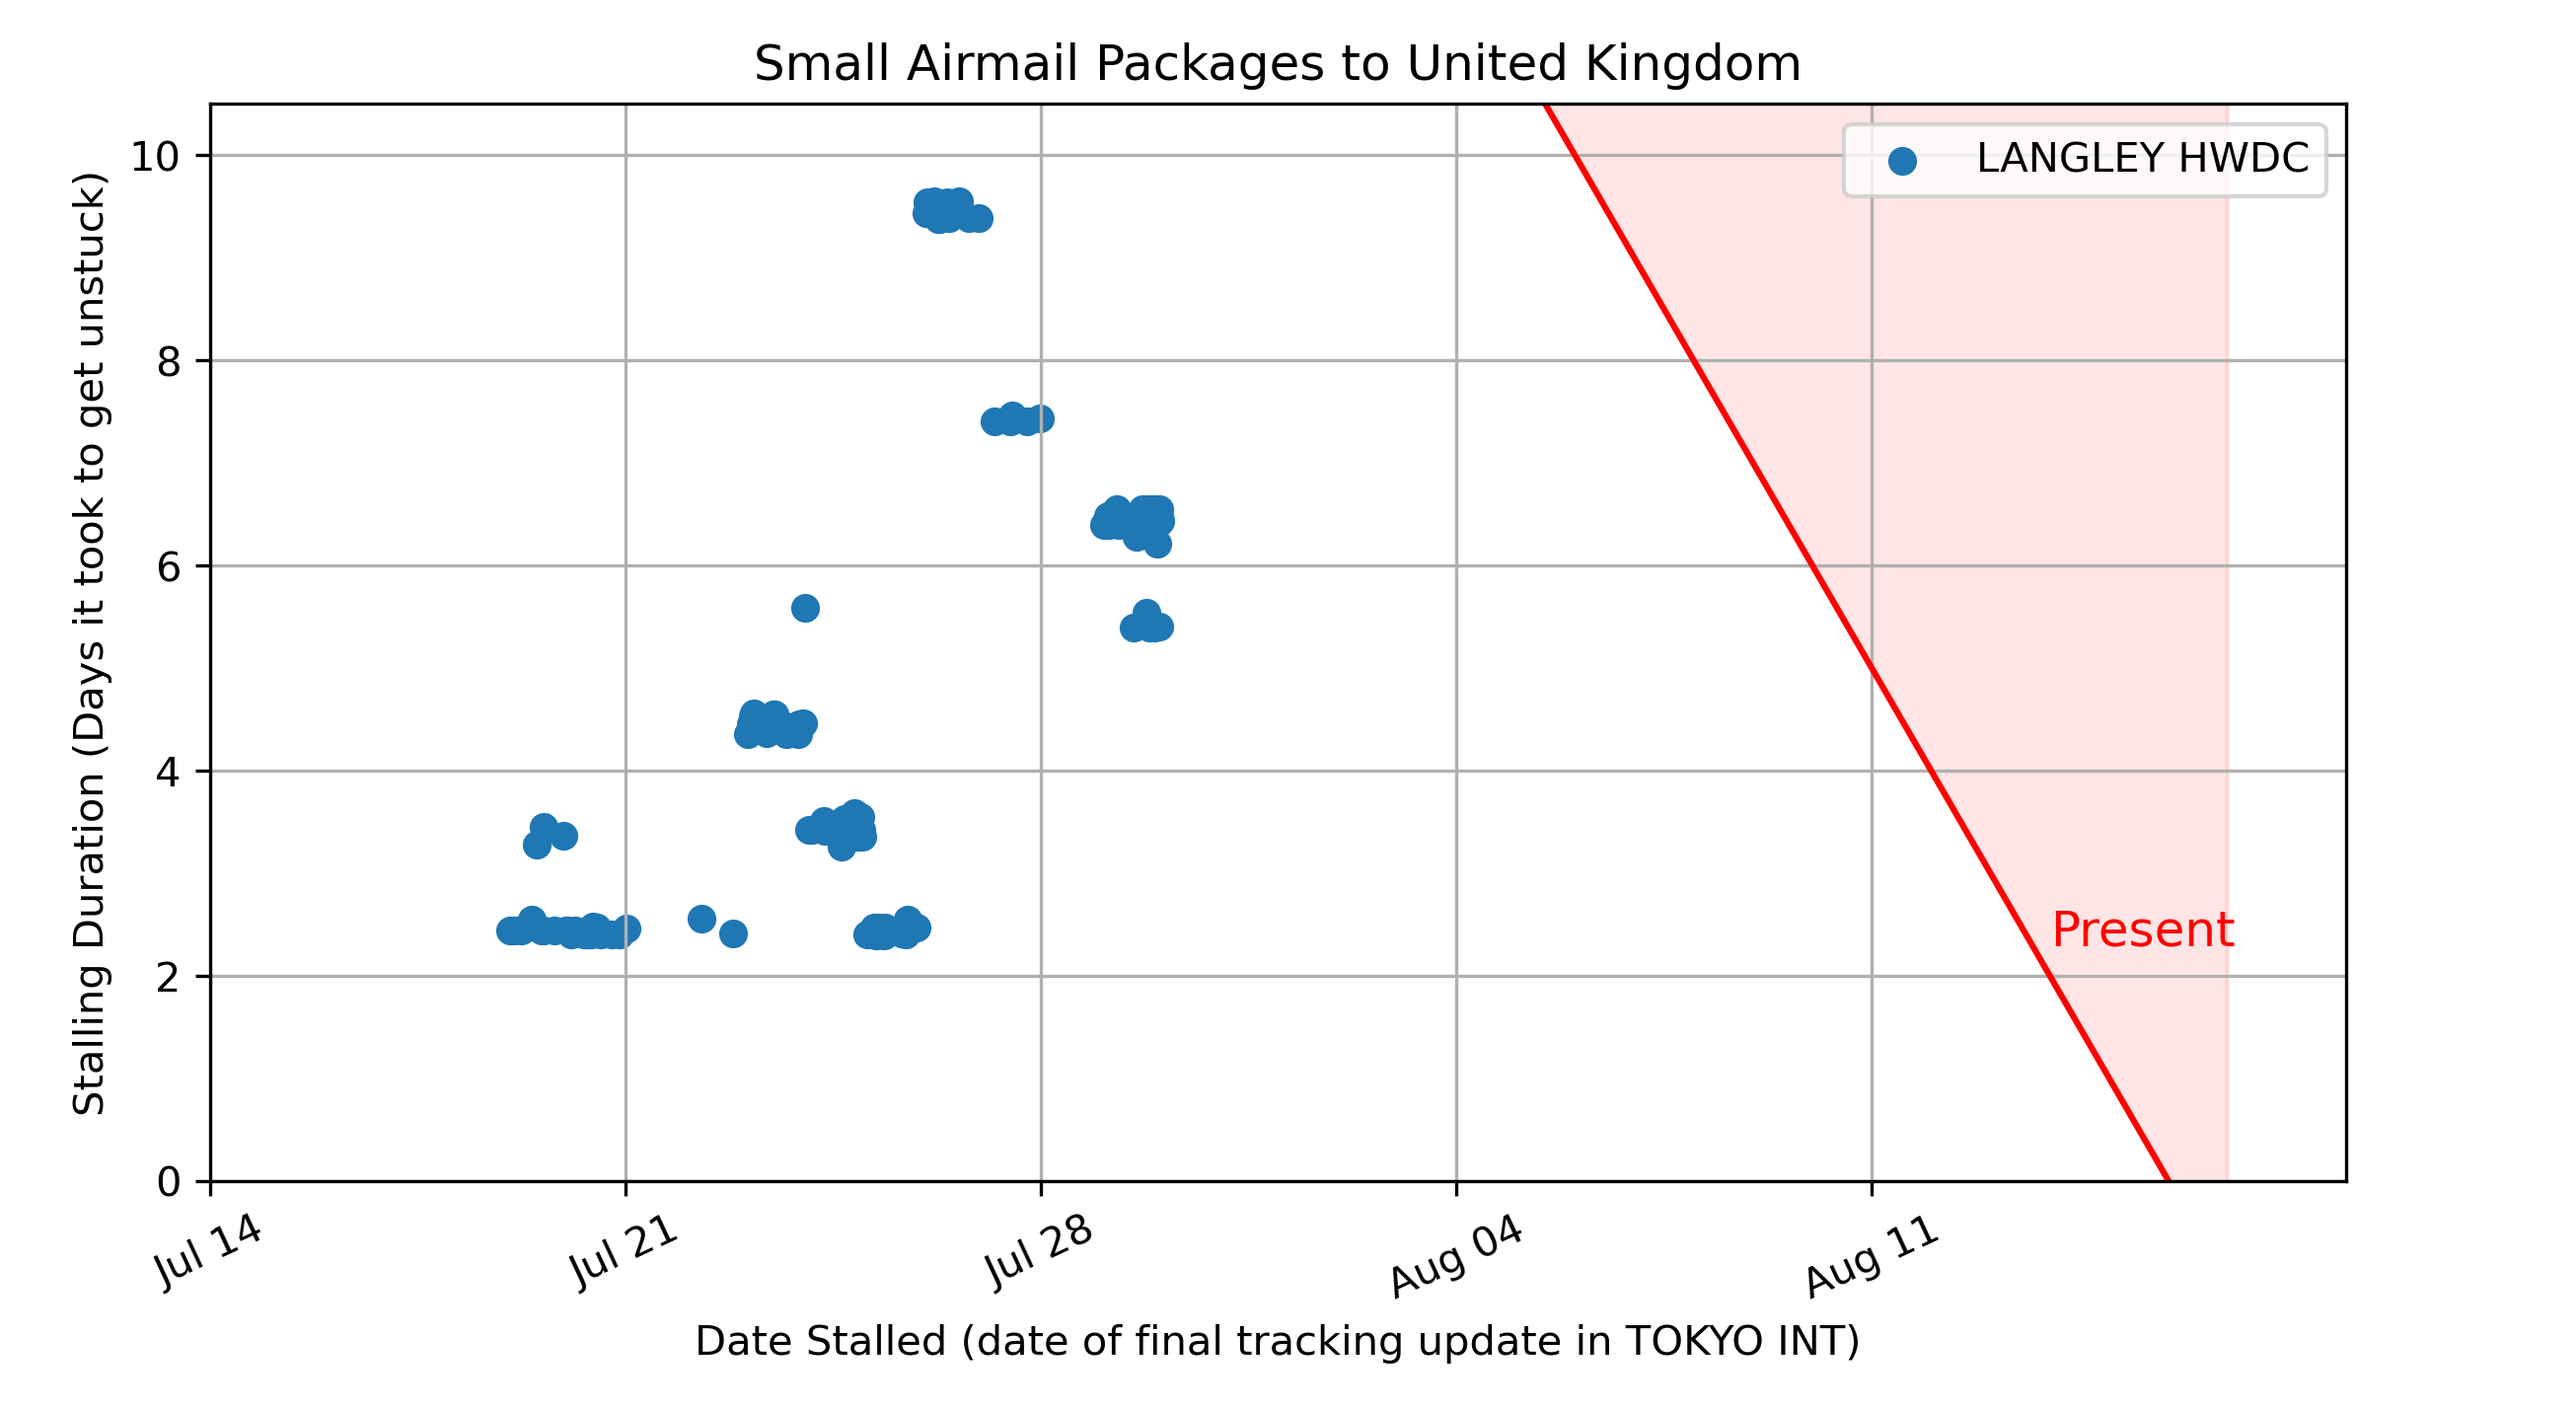 Small Airmail Packages to United Kingdom
LANGLEY HWDC
Stalling Duration (Days it took to get unstuck)
10
8
6
4
2
0
Present
Jul 14
Jul 21
Jul 28
Aug 04
Aug 11
Date Stalled (date of final tracking update in TOKYO INT)